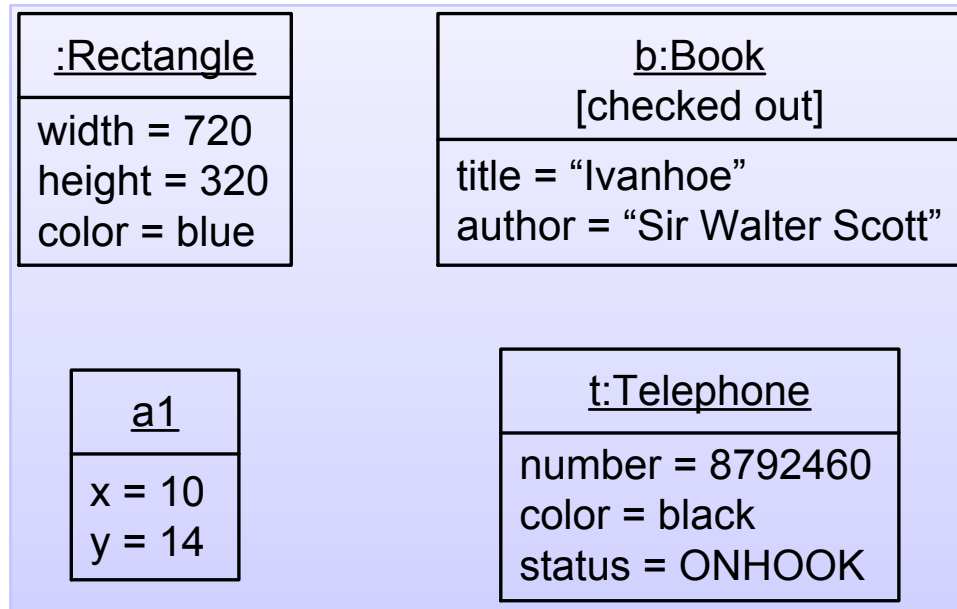 :Rectangle
width = 720
height = 320
color = blue
b:Book
[checked out]
title = “Ivanhoe”
author = “Sir Walter Scott”
a1
x = 10
y = 14
t:Telephone
number = 8792460
color = black
status = ONHOOK